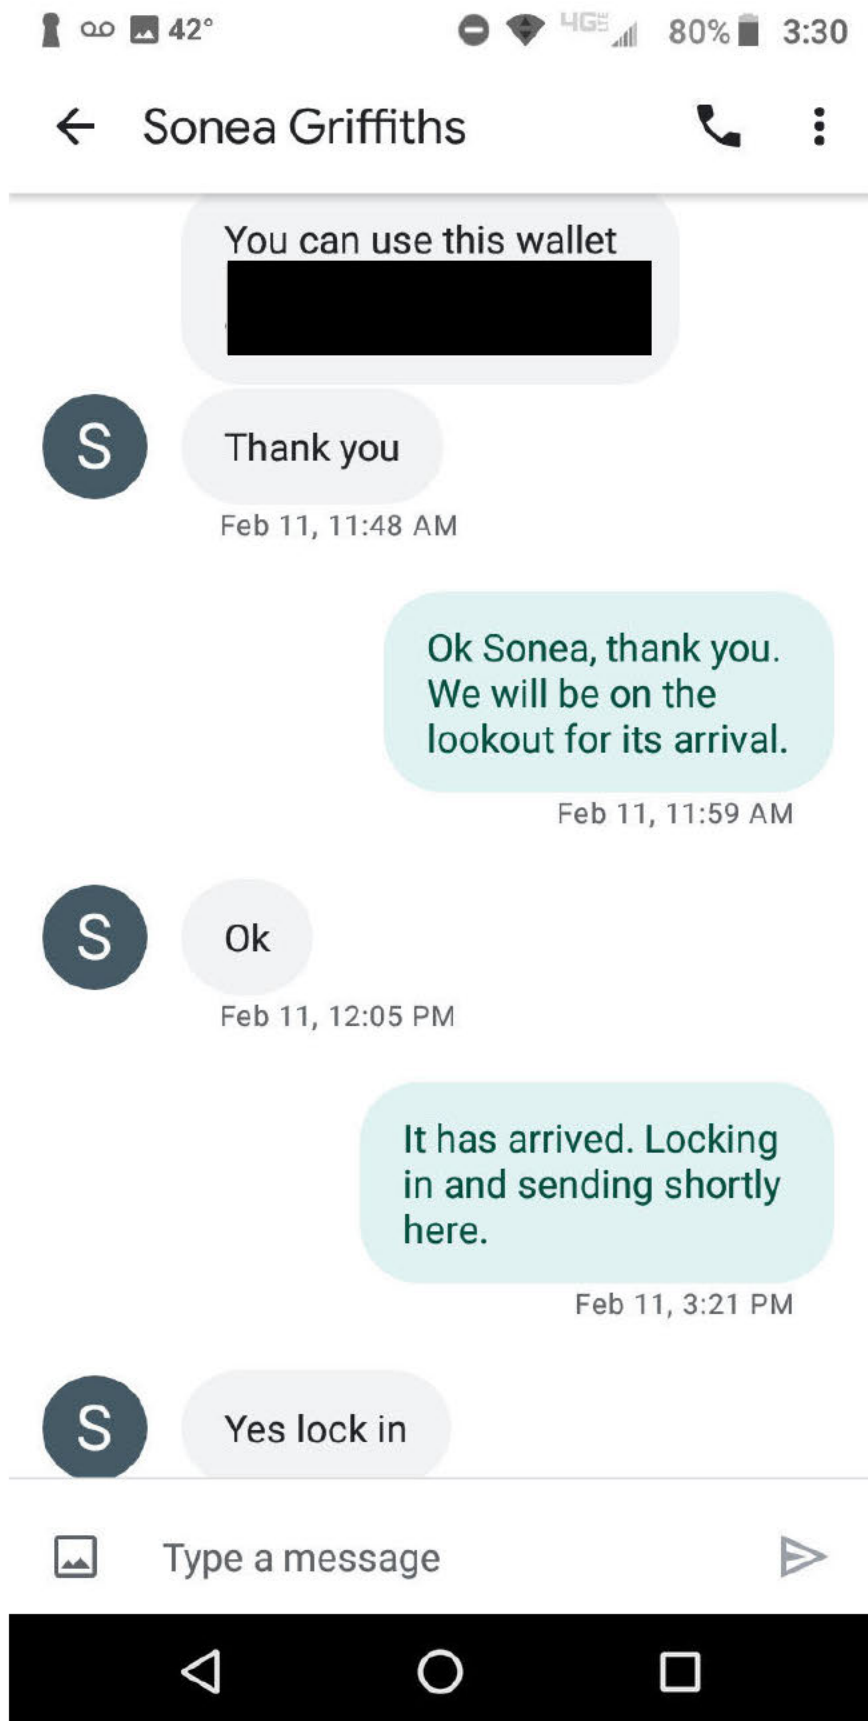 42°
4G LTE
80%
3:30
Sonea Griffiths
You can use this wallet
S
Thank you
Feb 11, 11:48 AM
Ok Sonea, thank you.
We will be on the
lookout for its arrival.
Feb 11, 11:59 AM
S
Ok
Feb 11, 12:05 PM
It has arrived. Locking
in and sending shortly
here.
Feb 11, 3:21 PM
S
Yes lock in
Type a message